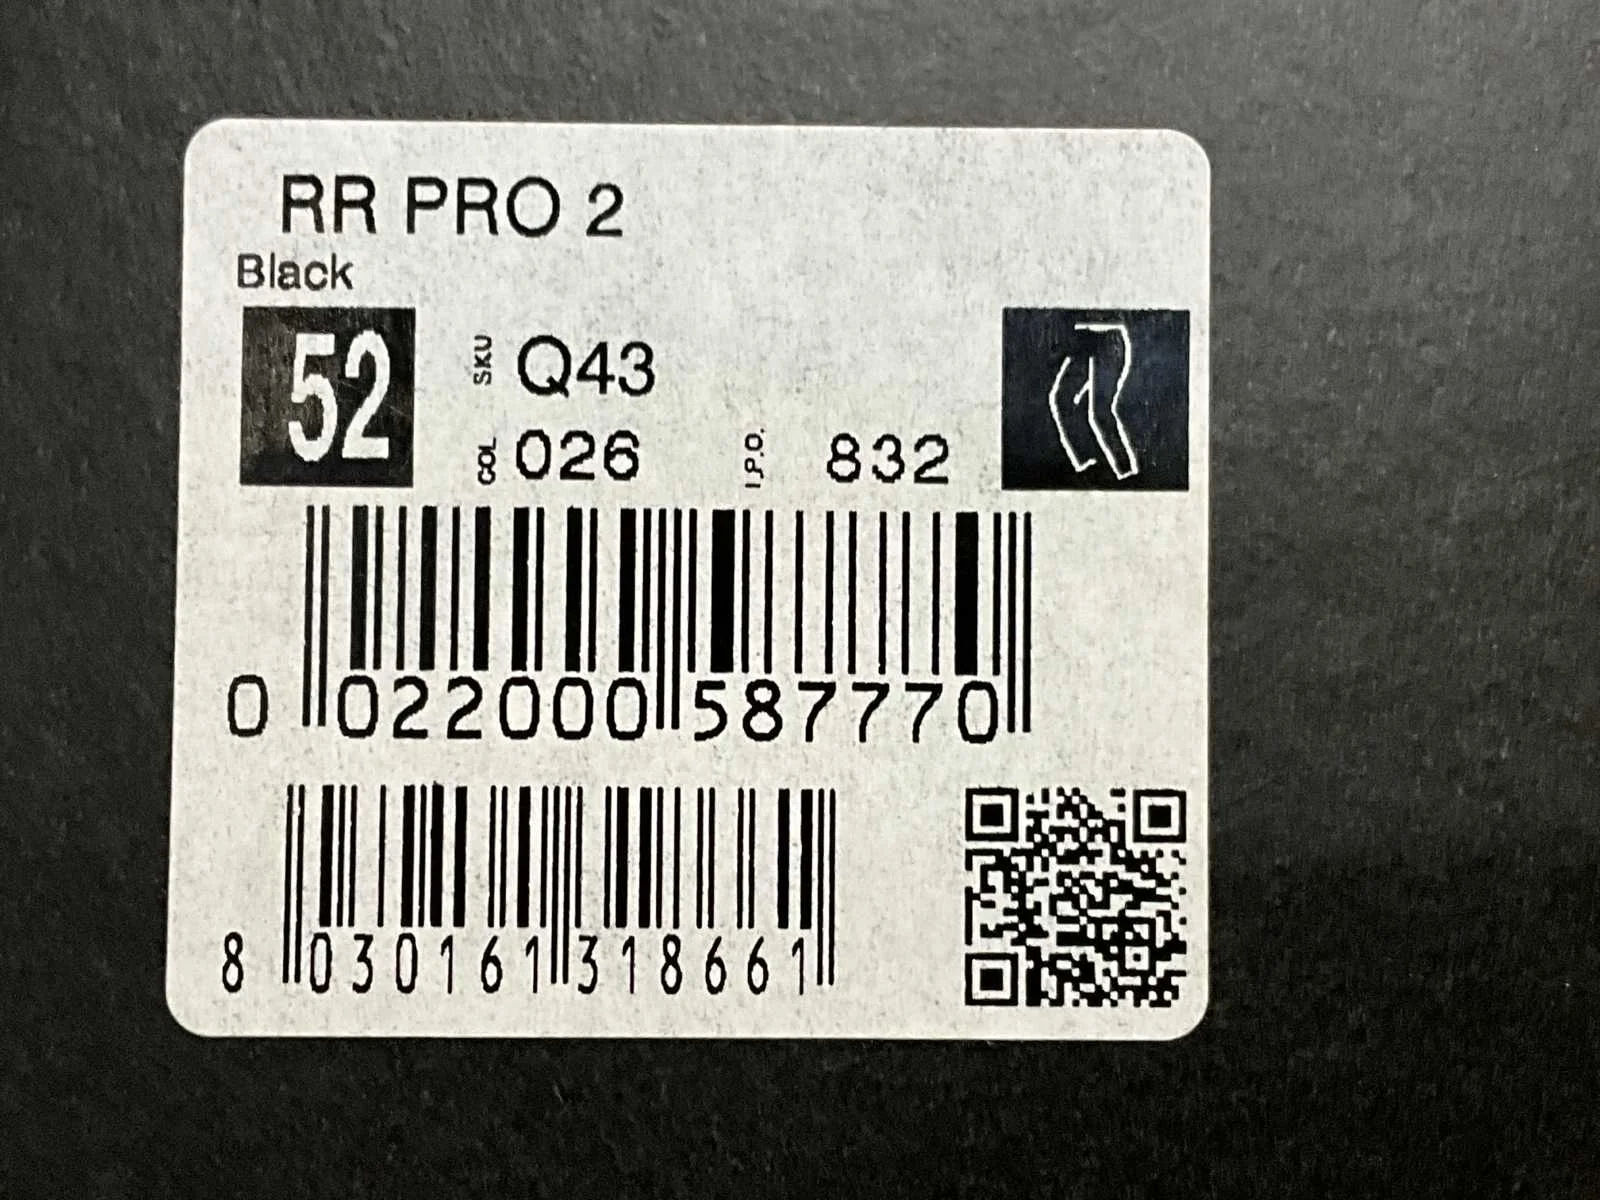 RR PRO 2
Black
52
SKU Q43
COL 026 I.P.O. 832
0 022000 587770
8 030161 318661